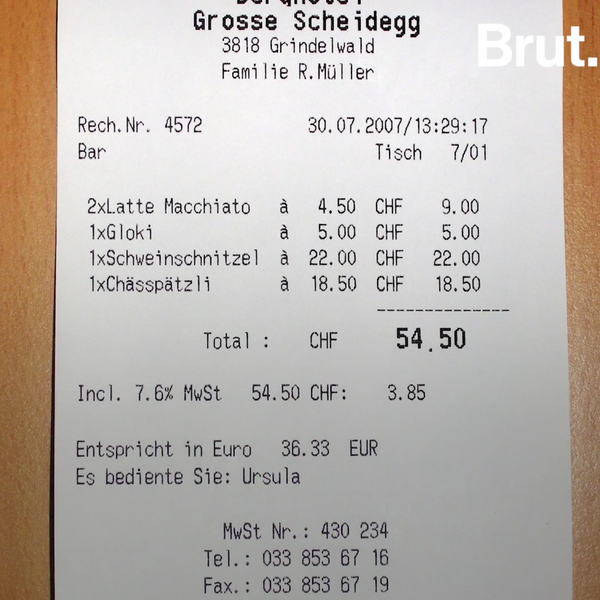 Berghotel
Grosse Scheidegg
3818 Grindelwald
Familie R.Müller
Brut.
Rech.Nr. 4572 30.07.2007/13:29:17
Bar Tisch 7/01
2xLatte Macchiato à 4.50 CHF 9.00
1xGloki à 5.00 CHF 5.00
1xSchweinschnitzel à 22.00 CHF 22.00
1xChässpätzli à 18.50 CHF 18.50
Total : CHF 54.50
Incl. 7.6% MwSt 54.50 CHF: 3.85
Entspricht in Euro 36.33 EUR
Es bediente Sie: Ursula
MwSt Nr.: 430 234
Tel.: 033 853 67 16
Fax.: 033 853 67 19